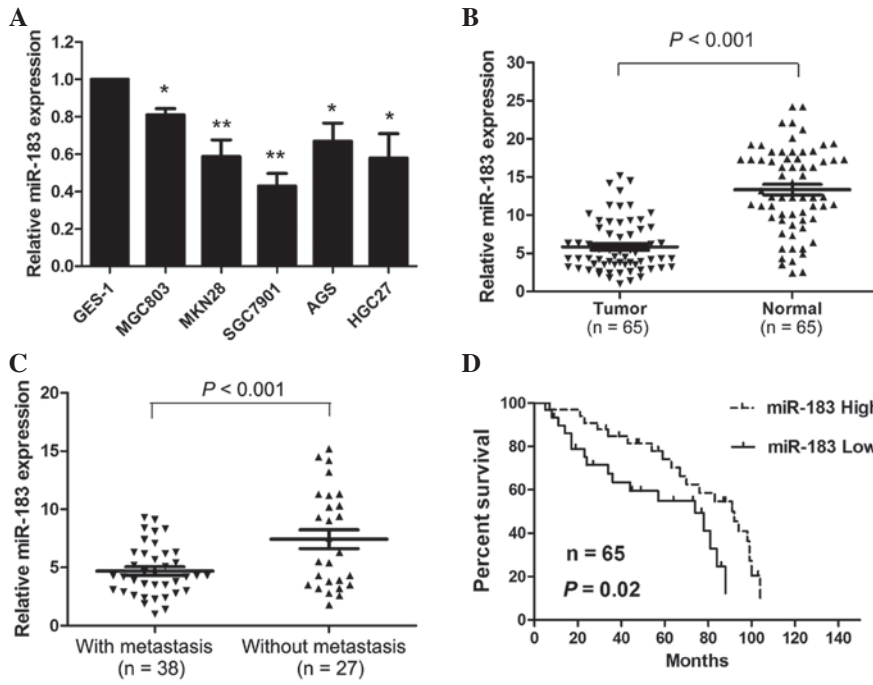 A
Relative miR-183 expression
1.2
1.0
0.8
0.6
0.4
0.2
0.0
*
**
**
*
*
GES-1
MGC803
MKN28
SGC7901
AGS
HGC27
B
P < 0.001
Relative miR-183 expression
30
25
20
15
10
5
0
Tumor
(n = 65)
Normal
(n = 65)
C
P < 0.001
Relative miR-183 expression
20
15
10
5
0
With metastasis
(n = 38)
Without metastasis
(n = 27)
D
Percent survival
100
80
60
40
20
0
miR-183 High
miR-183 Low
n = 65
P = 0.02
0 20 40 60 80 100 120 140
Months